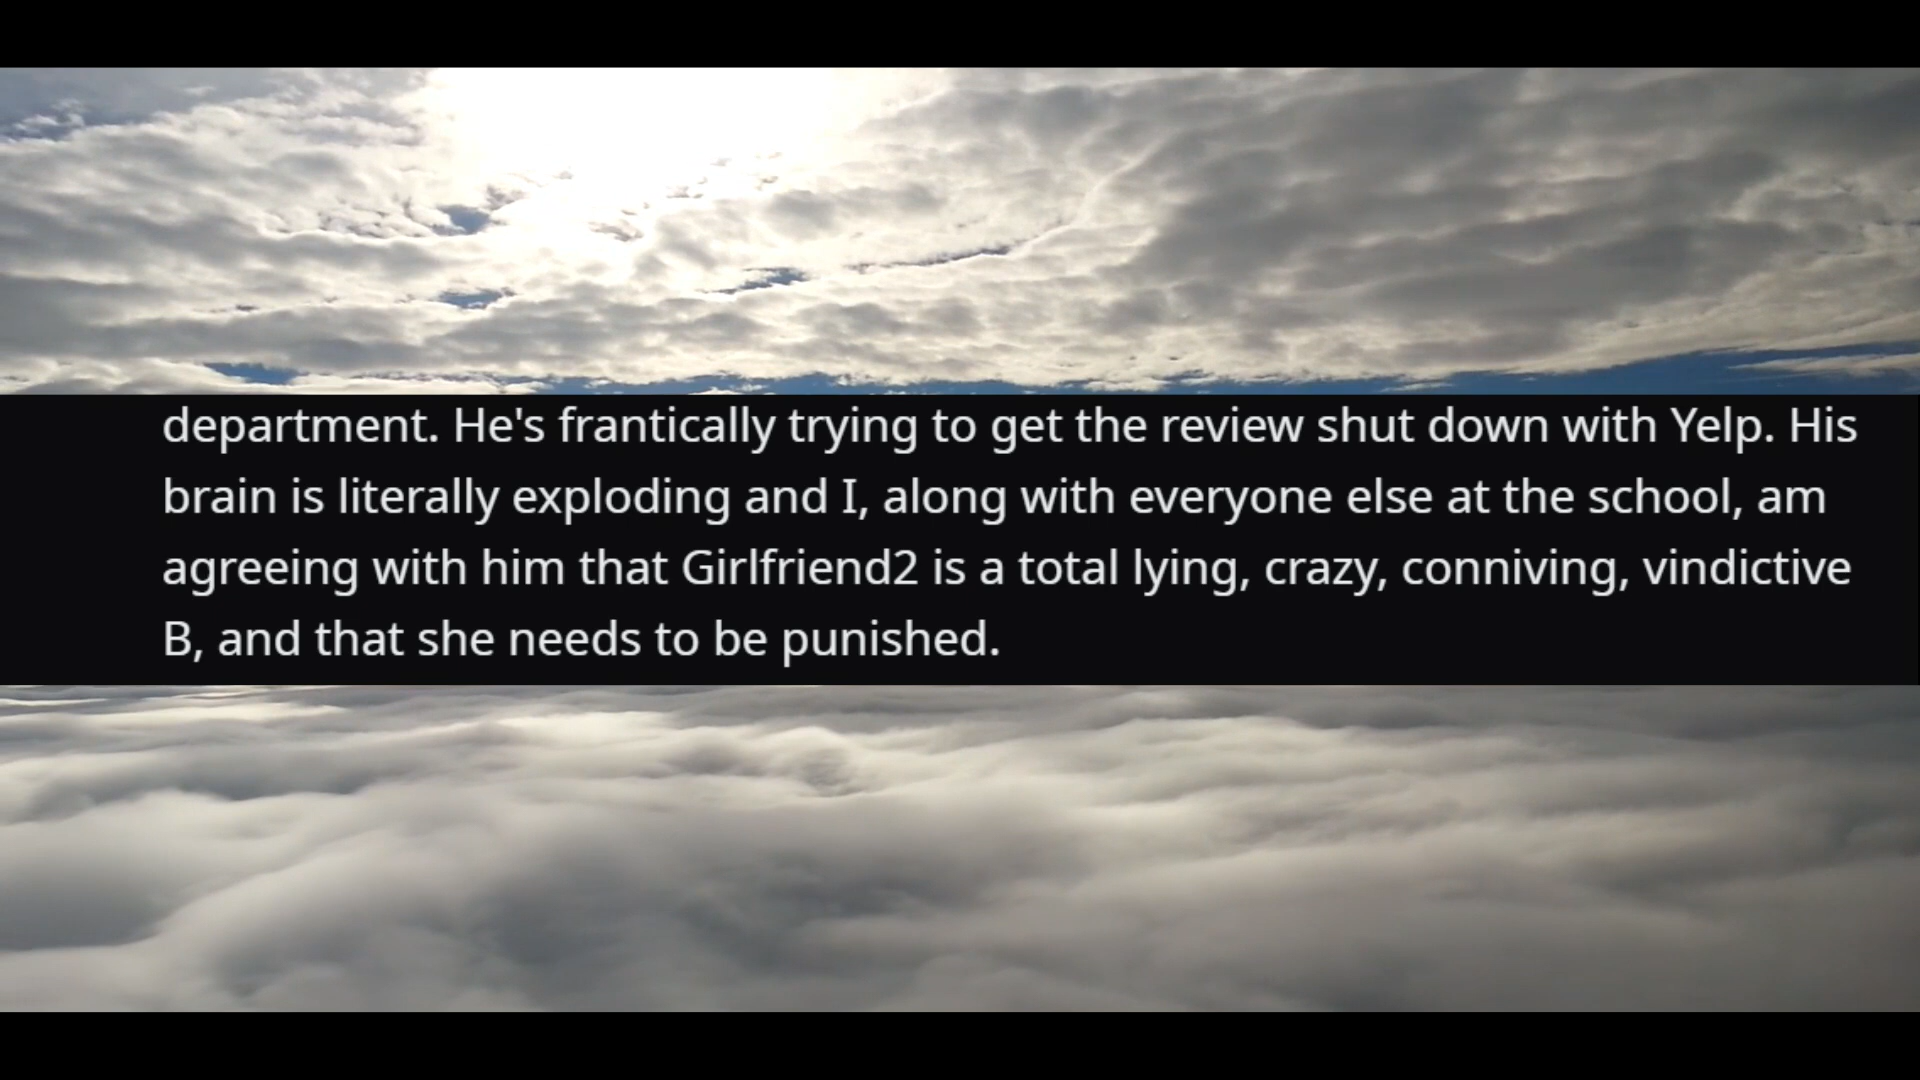 department. He's frantically trying to get the review shut down with Yelp. His
brain is literally exploding and I, along with everyone else at the school, am
agreeing with him that Girlfriend2 is a total lying, crazy, conniving, vindictive
B, and that she needs to be punished.